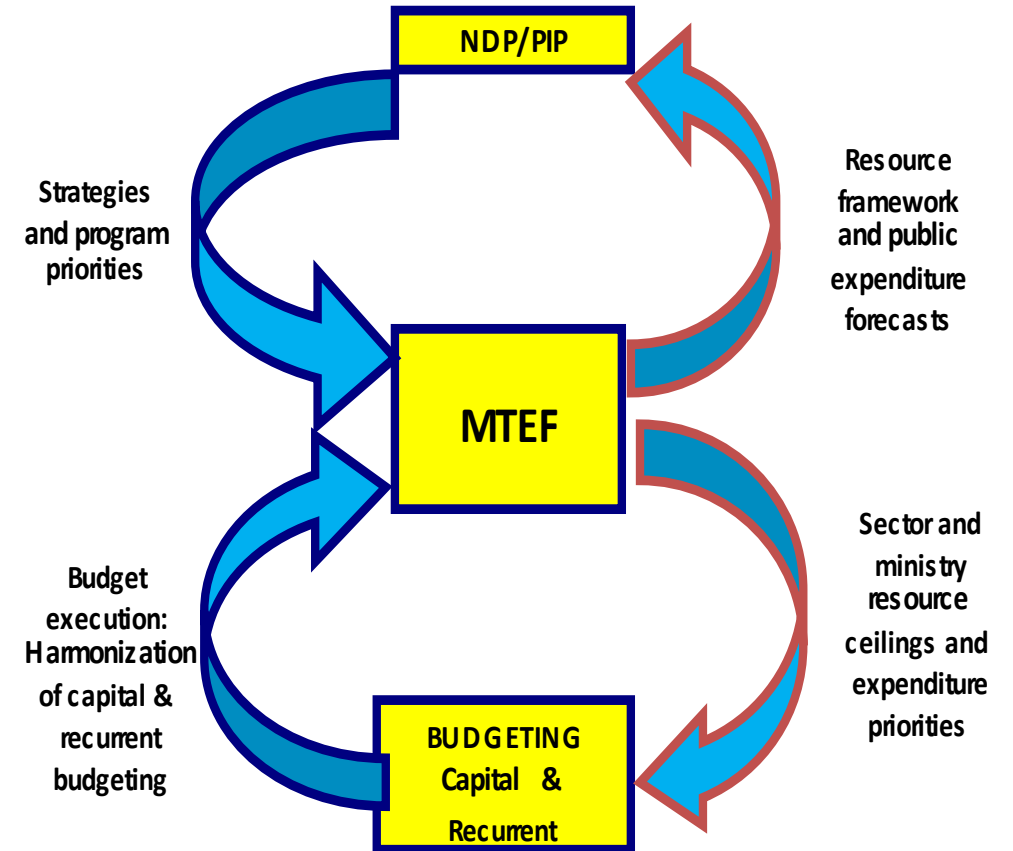 NDP/PIP
Strategies
and program
priorities
Resource
framework
and public
expenditure
forecasts
MTEF
Budget
execution:
Harmonization
of capital &
recurrent
budgeting
Sector and
ministry
resource
ceilings and
expenditure
priorities
BUDGETING
Capital &
Recurrent